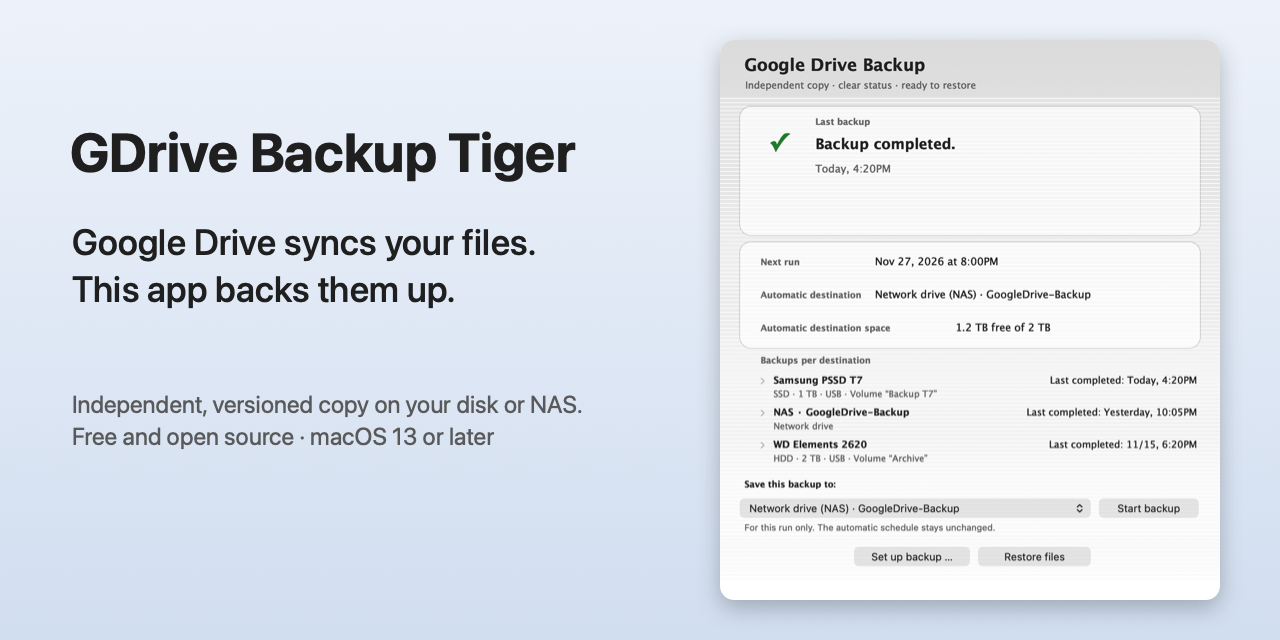 GDrive Backup Tiger
Google Drive syncs your files.
This app backs them up.
Independent, versioned copy on your disk or NAS.
Free and open source · macOS 13 or later
Google Drive Backup
Independent copy · clear status · ready to restore
Last backup
Backup completed.
Today, 4:20PM
Next run Nov 27, 2026 at 8:00PM
Automatic destination Network drive (NAS) · GoogleDrive-Backup
Automatic destination space 1.2 TB free of 2 TB
Backups per destination
Samsung PSSD T7 Last completed: Today, 4:20PM
SSD · 1 TB · USB · Volume “Backup T7”
NAS · GoogleDrive-Backup Last completed: Yesterday, 10:05PM
Network drive
WD Elements 2620 Last completed: 11/15, 6:20PM
HDD · 2 TB · USB · Volume “Archive”
Save this backup to:
Network drive (NAS) · GoogleDrive-Backup Start backup
For this run only. The automatic schedule stays unchanged.
Set up backup ... Restore files